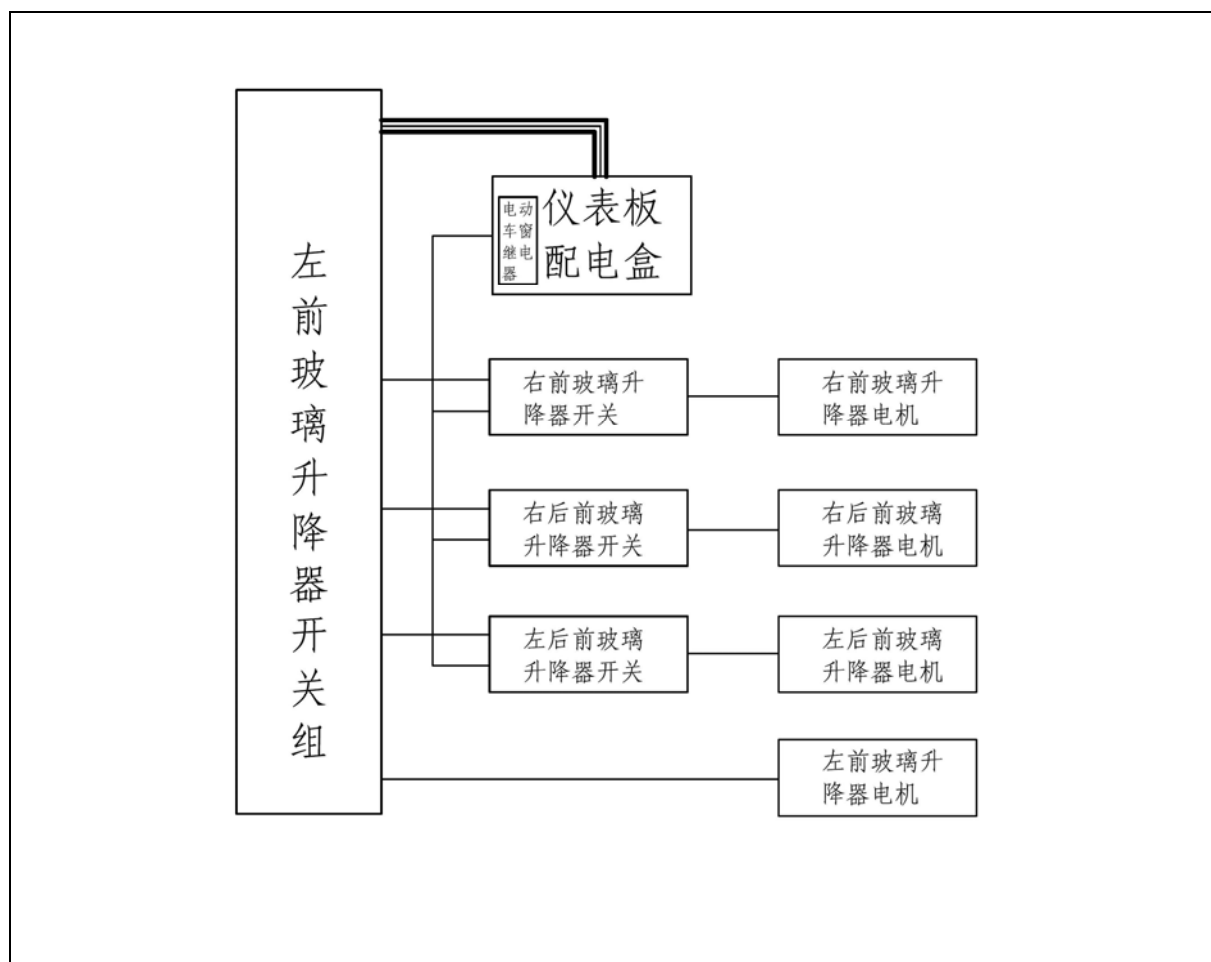 左前玻璃升降器开关组
电动
车窗
继电
器
仪表板
配电盒
右前玻璃升
降器开关
右前玻璃升
降器电机
右后前玻璃
升降器开关
右后前玻璃
升降器电机
左后前玻璃
升降器开关
左后前玻璃
升降器电机
左前玻璃升
降器电机